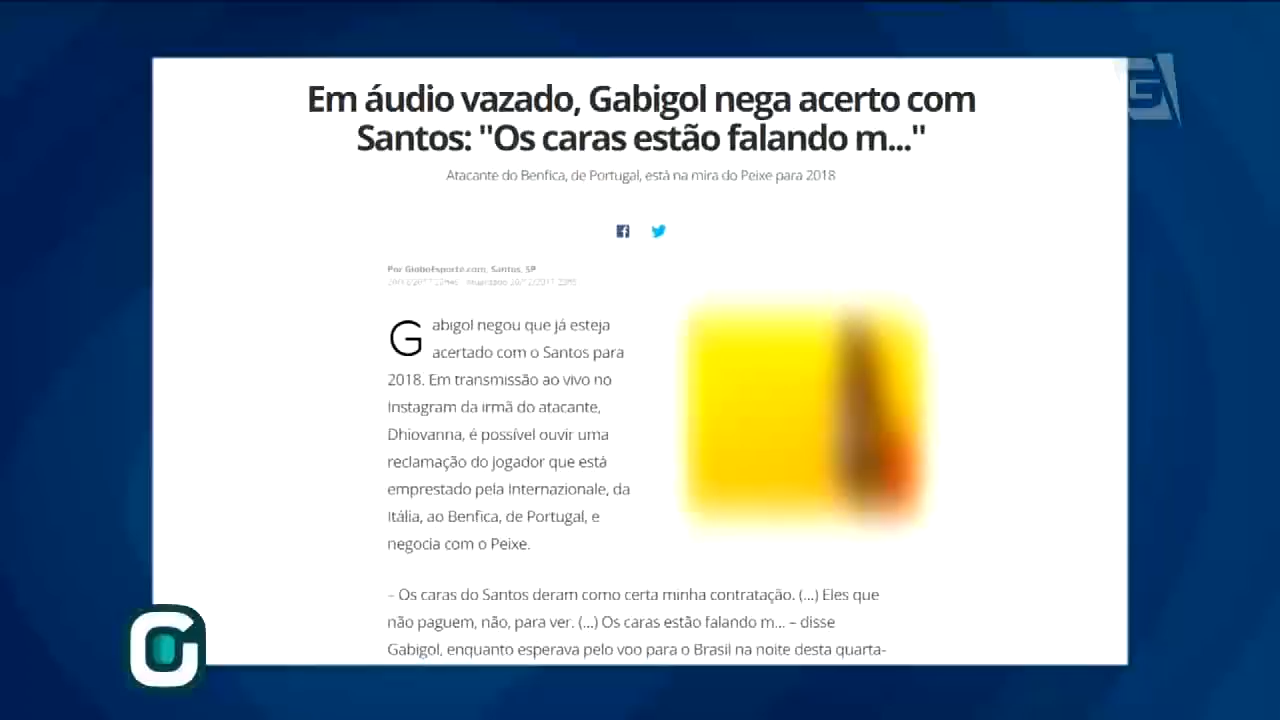 Em áudio vazado, Gabigol nega acerto com
Santos: "Os caras estão falando m..."
Atacante do Benfica, de Portugal, está na mira do Peixe para 2018
Por GloboEsporte.com, Santos, SP
Gabigol negou que já esteja
acertado com o Santos para
2018. Em transmissão ao vivo no
Instagram da irmã do atacante,
Dhiovanna, é possível ouvir uma
reclamação do jogador que está
emprestado pela Internazionale, da
Itália, ao Benfica, de Portugal, e
negocia com o Peixe.
– Os caras do Santos deram como certa minha contratação. (...) Eles que
não paguem, não, para ver. (...) Os caras estão falando m... – disse
Gabigol, enquanto esperava pelo voo para o Brasil na noite desta quarta-